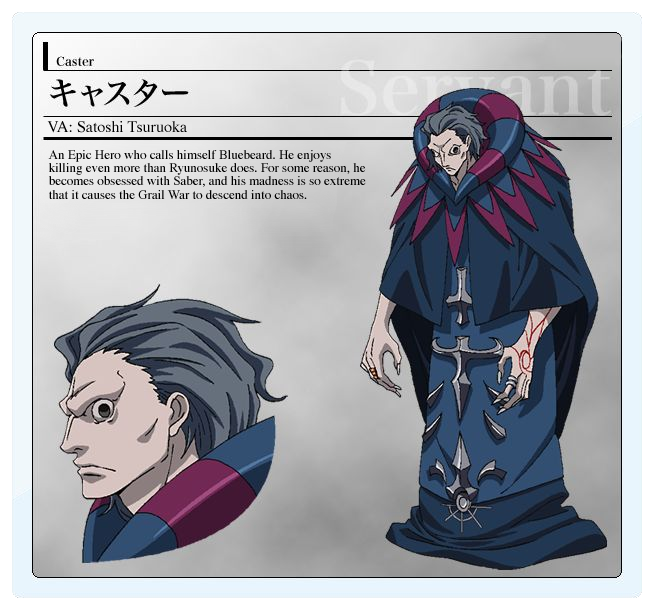 Caster
Servant
キャスター
VA: Satoshi Tsuruoka
An Epic Hero who calls himself Bluebeard. He enjoys
killing even more than Ryunosuke does. For some reason, he
becomes obsessed with Saber, and his madness is so extreme
that it causes the Grail War to descend into chaos.